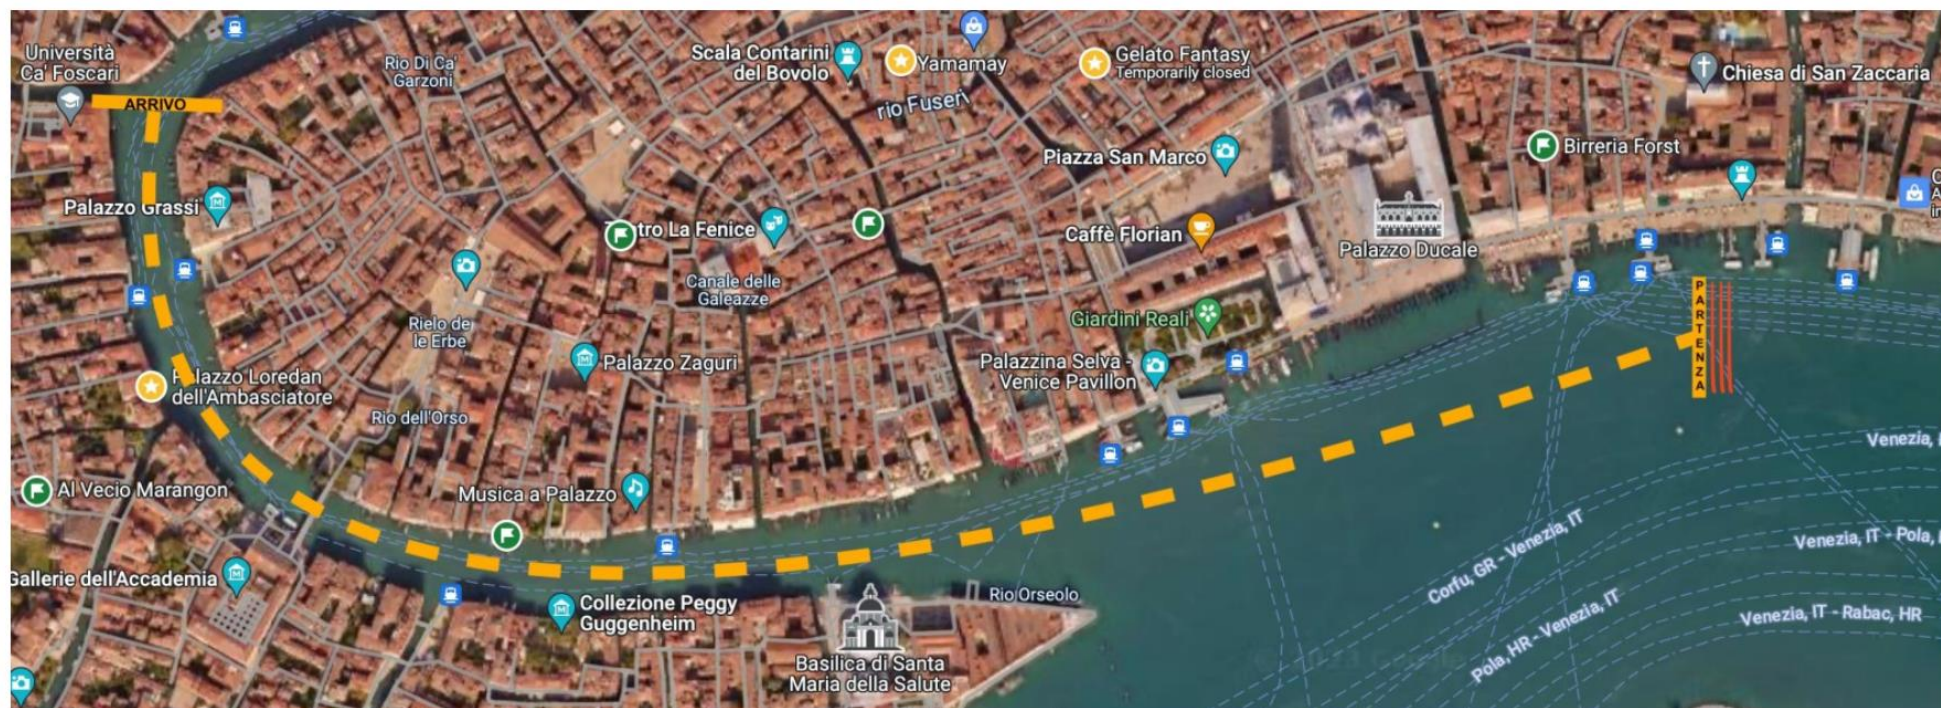 Università
Ca' Foscari
ARRIVO
Rio Di Ca'
Garzoni
Scala Contarini
del Bovolo
Yamamay
rio Fuseri
Gelato Fantasy
Temporarily closed
Chiesa di San Zaccaria
Piazza San Marco
Birreria Forst
Palazzo Grassi
tro La Fenice
Caffè Florian
Palazzo Ducale
Canale delle
Galeazze
Rielo de
le Erbe
Giardini Reali
PARTENZA
Palazzo Zaguri
Palazzina Selva -
Venice Pavillon
Palazzo Loredan
dell'Ambasciatore
Rio dell'Orso
Venezia,
Al Vecio Marangon
Musica a Palazzo
Corfu, GR - Venezia, IT
Venezia, IT - Pola,
Gallerie dell'Accademia
Collezione Peggy
Guggenheim
Rio Orseolo
Pola, HR - Venezia, IT
Venezia, IT - Rabac, HR
Basilica di Santa
Maria della Salute